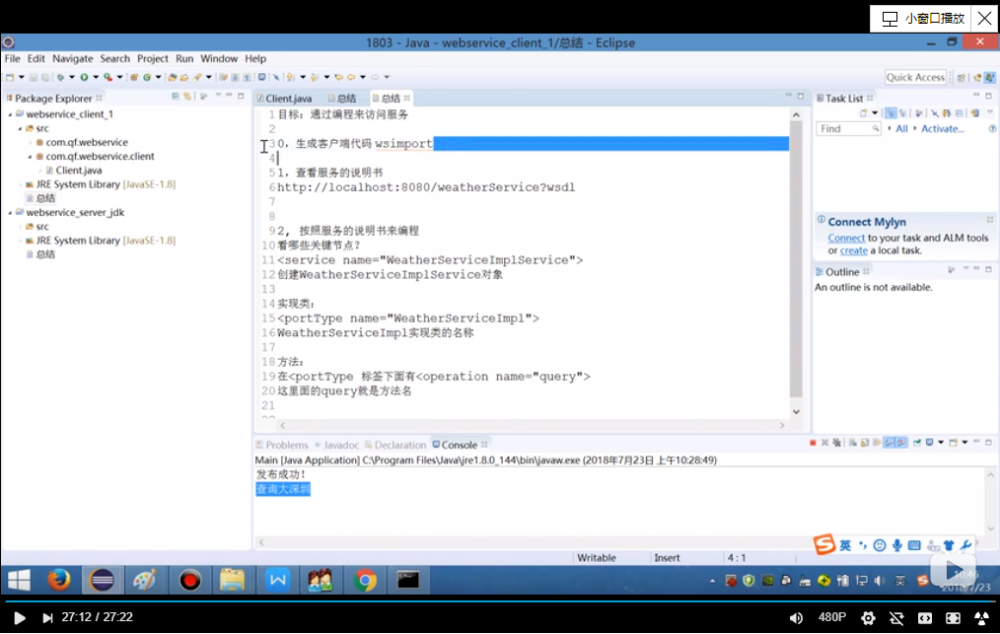 小窗口播放
1803 - Java - webservice_client_1/总结 - Eclipse
File Edit Navigate Search Project Run Window Help
Quick Access
Package Explorer
webservice_client_1
src
com.qf.webservice
com.qf.webservice.client
Client.java
JRE System Library [JavaSE-1.8]
总结
webservice_server_jdk
src
JRE System Library [JavaSE-1.8]
总结
Client.java 总结 总结
1 目标：通过编程来访问服务
2
3 0，生成客户端代码 wsimport
4
5 1，查看服务的说明书
6 http://localhost:8080/weatherService?wsdl
7
8
9 2, 按照服务的说明书来编程
10 看哪些关键节点？
11 <service name="WeatherServiceImplService">
12 创建WeatherServiceImplService对象
13
14 实现类：
15 <portType name="WeatherServiceImpl">
16 WeatherServiceImpl实现类的名称
17
18 方法：
19 在<portType 标签下面有<operation name="query">
20 这里面的query就是方法名
21
Task List
Find All Activate...
Connect Mylyn
Connect to your task and ALM tools
or create a local task.
Outline
An outline is not available.
Problems Javadoc Declaration Console
Main [Java Application] C:\Program Files\Java\jre1.8.0_144\bin\javaw.exe (2018年7月23日 上午10:28:49)
发布成功！
查询大深圳
英
Writable Insert 4 : 1
英
10:46
2018/7/23
27:12 / 27:22
480P